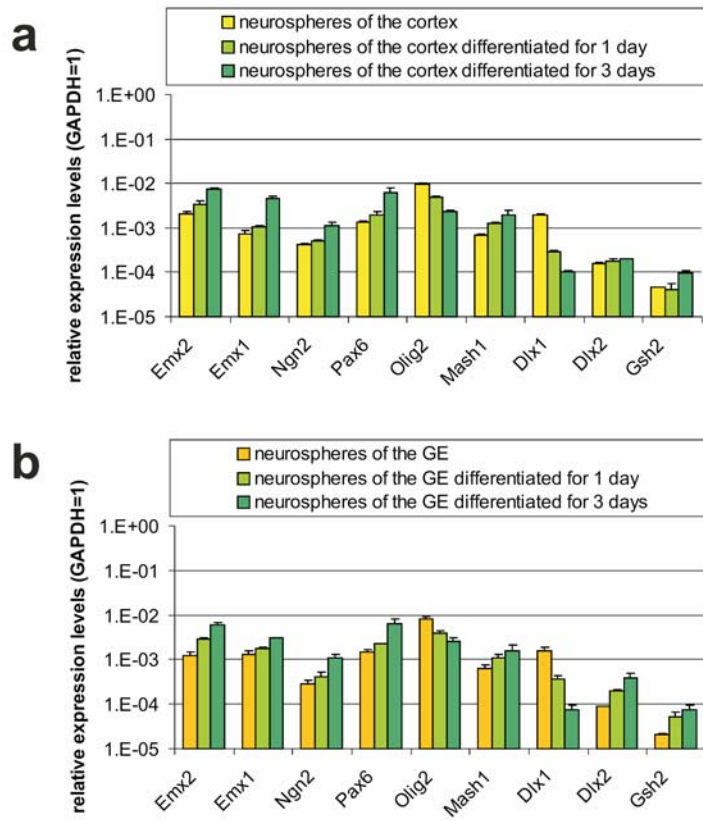 a
neurospheres of the cortex
neurospheres of the cortex differentiated for 1 day
neurospheres of the cortex differentiated for 3 days
relative expression levels (GAPDH=1)
1.E+00
1.E-01
1.E-02
1.E-03
1.E-04
1.E-05
Emx2
Emx1
Ngn2
Pax6
Olig2
Mash1
Dlx1
Dlx2
Gsh2
b
neurospheres of the GE
neurospheres of the GE differentiated for 1 day
neurospheres of the GE differentiated for 3 days
relative expression levels (GAPDH=1)
1.E+00
1.E-01
1.E-02
1.E-03
1.E-04
1.E-05
Emx2
Emx1
Ngn2
Pax6
Olig2
Mash1
Dlx1
Dlx2
Gsh2